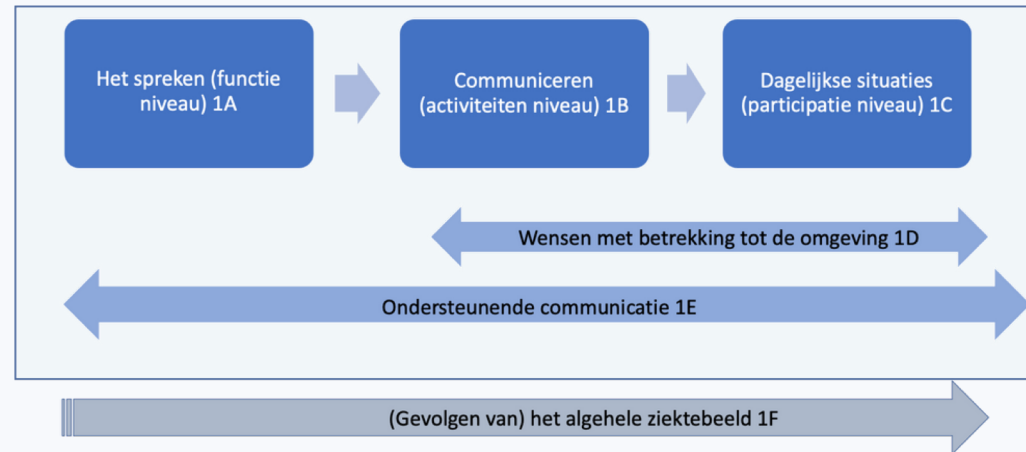 Het spreken (functie
niveau) 1A
Communiceren
(activiteiten niveau) 1B
Dagelijkse situaties
(participatie niveau) 1C
Wensen met betrekking tot de omgeving 1D
Ondersteunende communicatie 1E
(Gevolgen van) het algehele ziektebeeld 1F